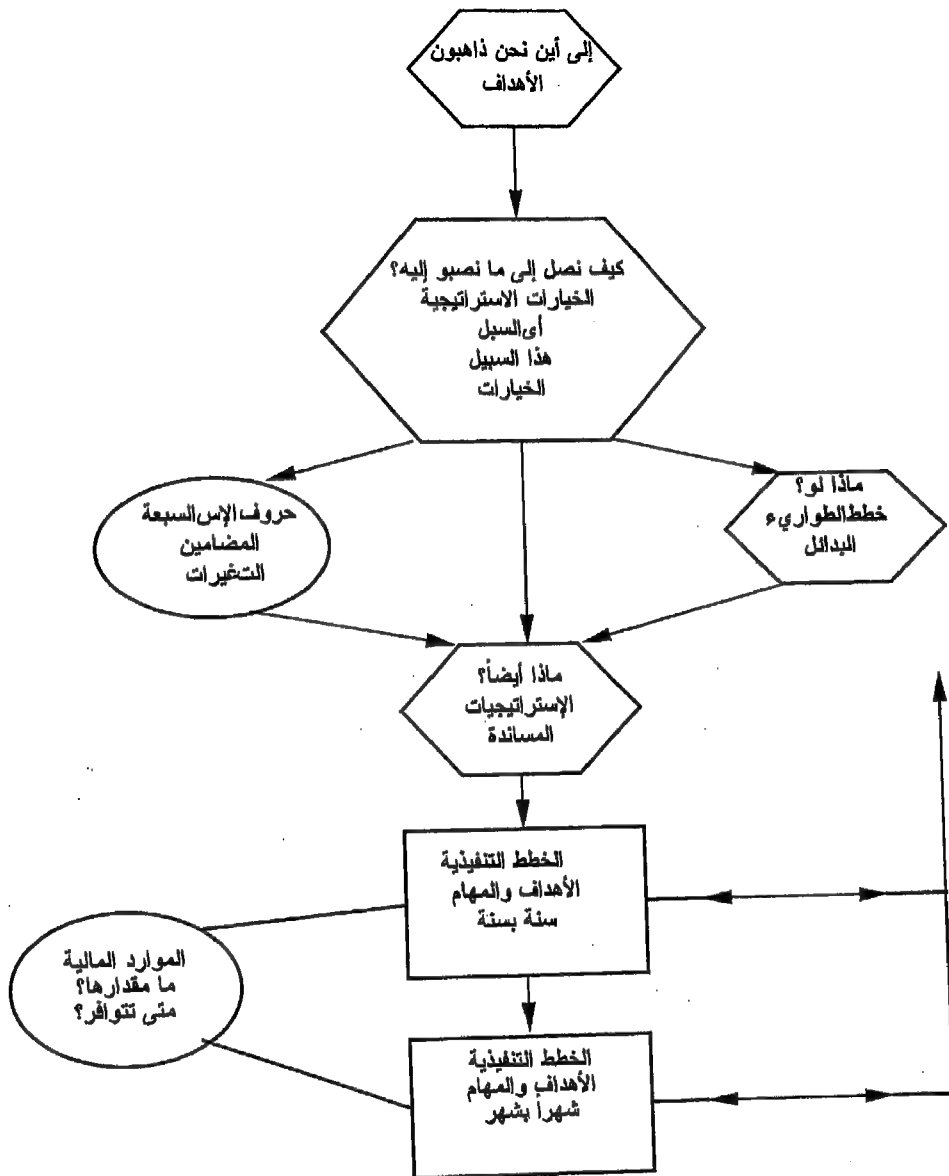 إلى أين نحن ذاهبون
الأهداف
كيف نصل إلى ما نصبو إليه؟
الخيارات الاستراتيجية
أى السبل
هذا السبيل
الخيارات
ماذا لو؟
خطط الطواريء
البدائل
حروف الإس السبعة
المضامين
التغيرات
ماذا أيضاً؟
الإستراتيجيات
المساندة
الخطط التنفيذية
الأهداف والمهام
سنة بسنة
الموارد المالية
ما مقدارها؟
متى تتوافر؟
الخطط التنفيذية
الأهداف والمهام
شهراً بشهر